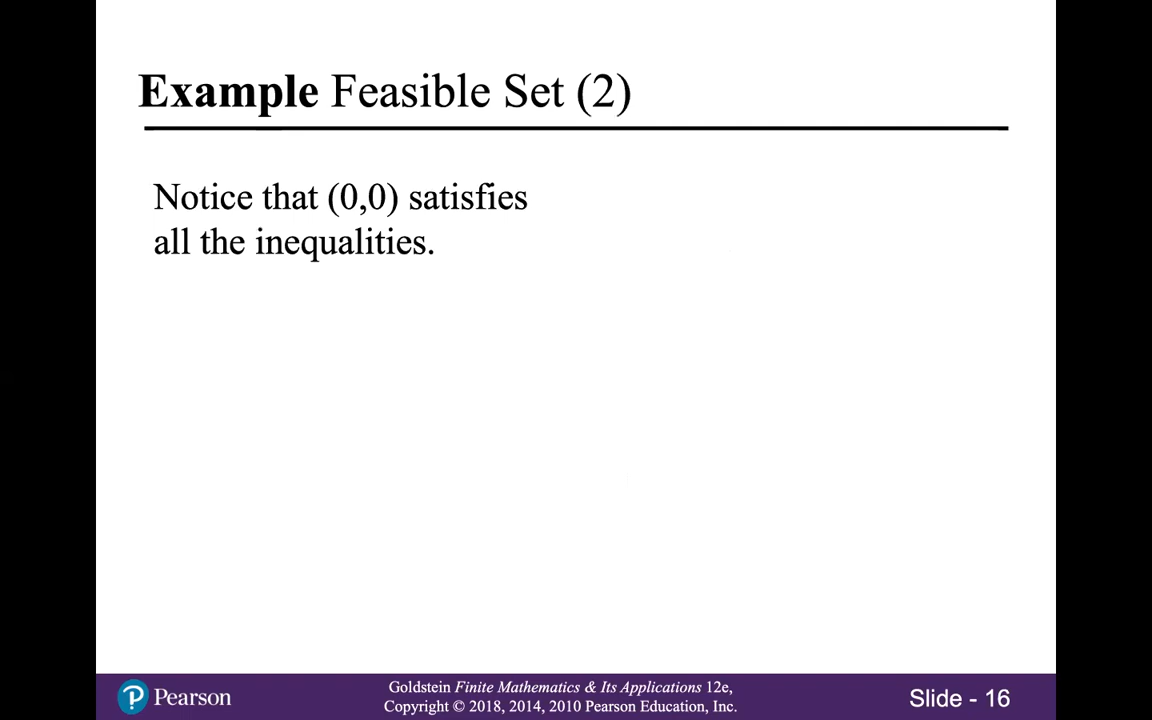 Example Feasible Set (2)
Notice that (0,0) satisfies
all the inequalities.
Pearson
Goldstein Finite Mathematics & Its Applications 12e,
Copyright © 2018, 2014, 2010 Pearson Education, Inc.
Slide - 16